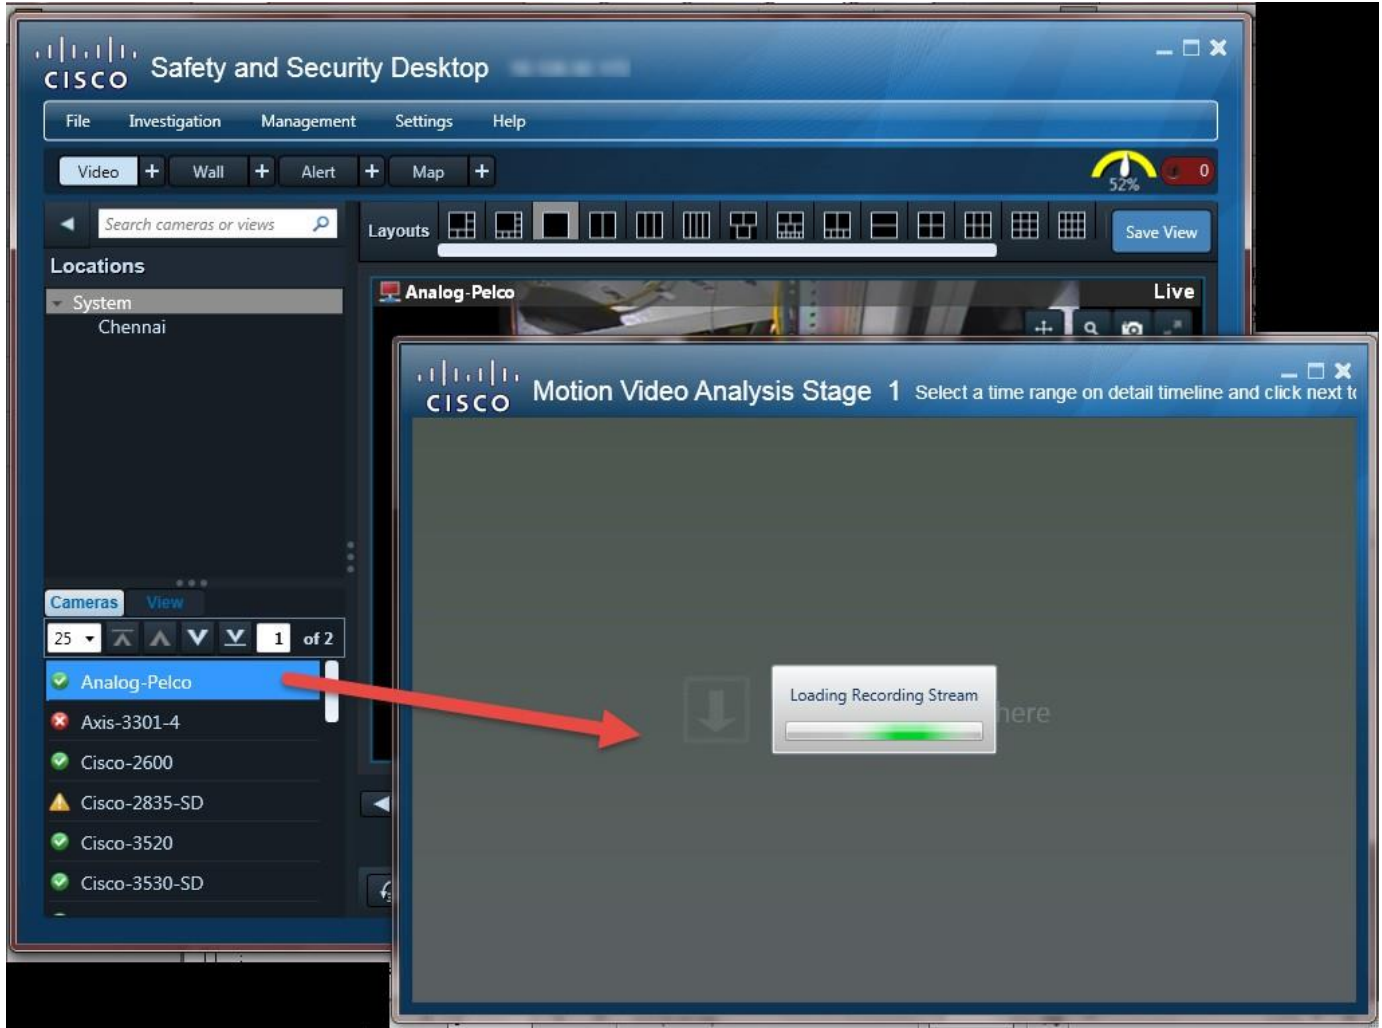 CISCO
Safety and Security Desktop
File Investigation Management Settings Help
Video + Wall + Alert + Map +
52%
0
Search cameras or views
Layouts
Save View
Locations
System
Chennai
Analog-Pelco
Live
CISCO
Motion Video Analysis Stage 1 Select a time range on detail timeline and click next
Cameras View
25 1 of 2
Analog-Pelco
Axis-3301-4
Cisco-2600
Cisco-2835-SD
Cisco-3520
Cisco-3530-SD
Loading Recording Stream
here